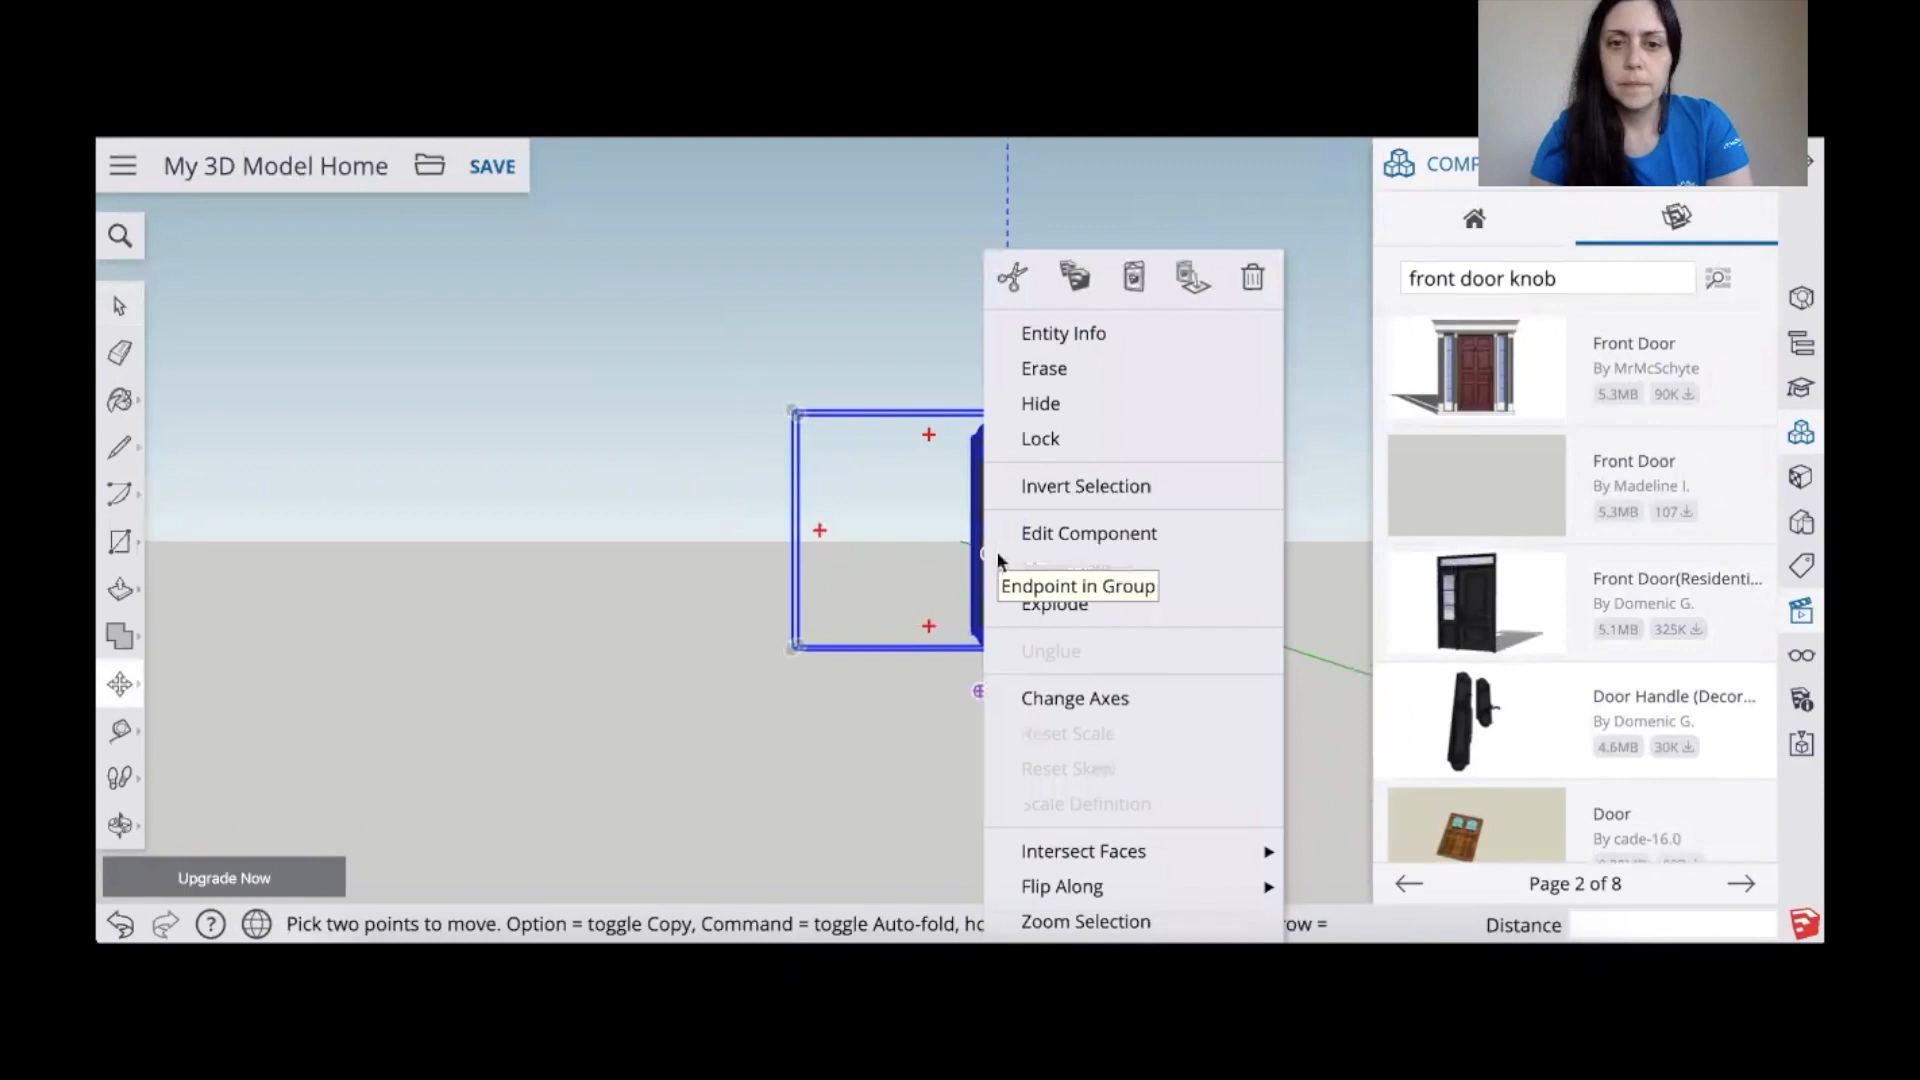 My 3D Model Home
SAVE
COMP
front door knob
Entity Info
Erase
Hide
Lock
Invert Selection
Edit Component
Endpoint in Group
Explode
Unglue
Change Axes
Reset Scale
Reset Skew
Scale Definition
Intersect Faces
Flip Along
Zoom Selection
Front Door
By MrMcSchyte
5.3MB 90K
Front Door
By Madeline I.
5.3MB 107
Front Door(Residenti...
By Domenic G.
5.1MB 325K
Door Handle (Decor...
By Domenic G.
4.6MB 30K
Door
By cade-16.0
Page 2 of 8
Upgrade Now
Pick two points to move. Option = toggle Copy, Command = toggle Auto-fold, ho
ow =
Distance